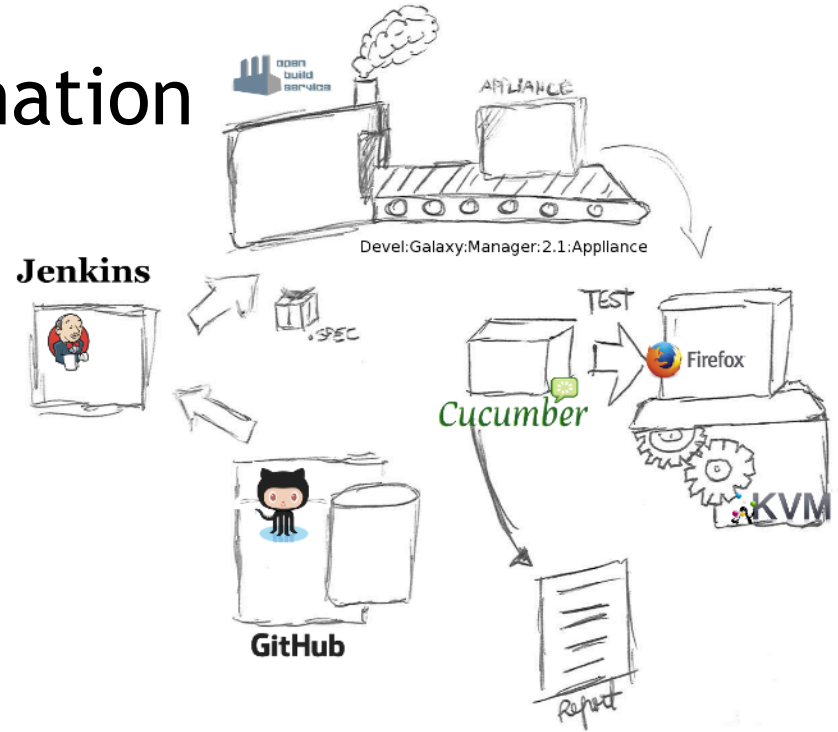 nation
open
build
service
APPLIANCE
Devel:Galaxy:Manager:2.1:Appliance
Jenkins
.SPEC
TEST
Firefox
Cucumber
KVM
GitHub
Report